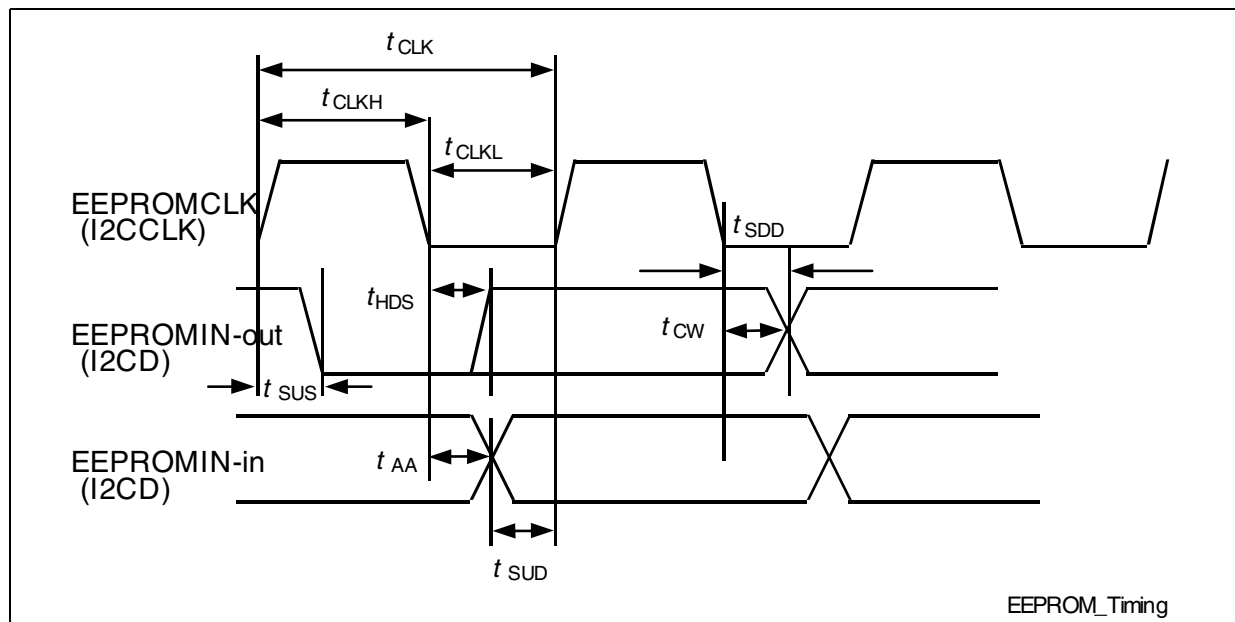 t CLK
t CLKH
t CLKL
EEPROMCLK
(I2CCLK)
t SDD
t HDS
EEPROMIN-out
(I2CD)
t CW
t SUS
EEPROMIN-in
(I2CD)
t AA
t SUD
EEPROM_Timing